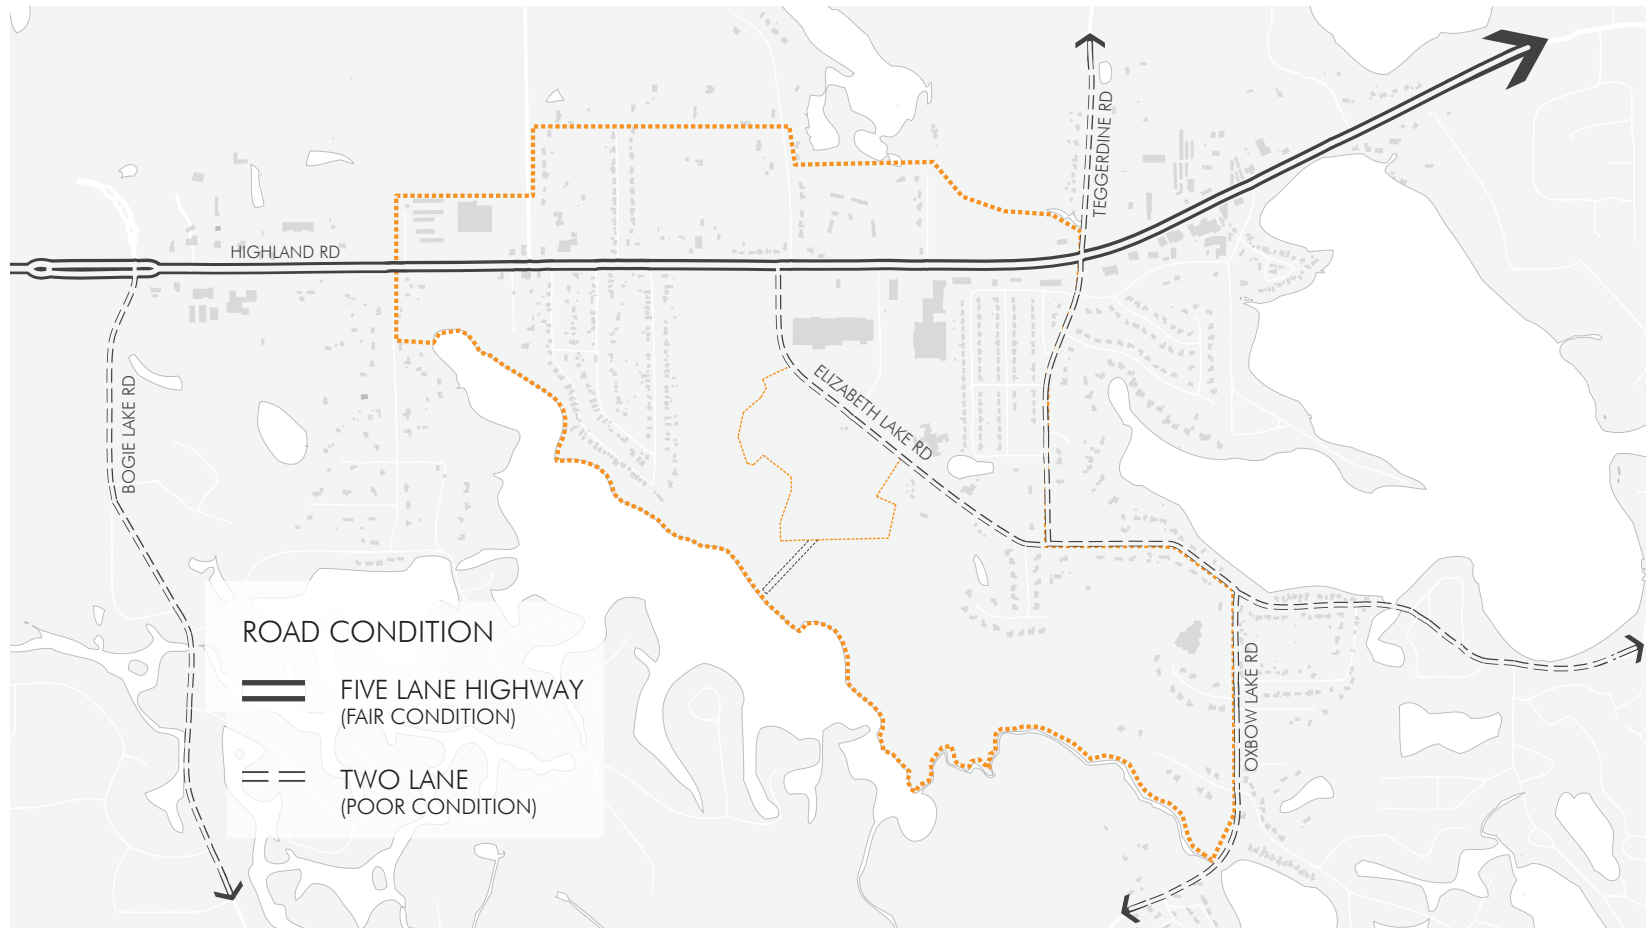 TEGGERDINE RD
HIGHLAND RD
BOGIE LAKE RD
ELIZABETH LAKE RD
OXBOW LAKE RD
ROAD CONDITION
FIVE LANE HIGHWAY
(FAIR CONDITION)
TWO LANE
(POOR CONDITION)